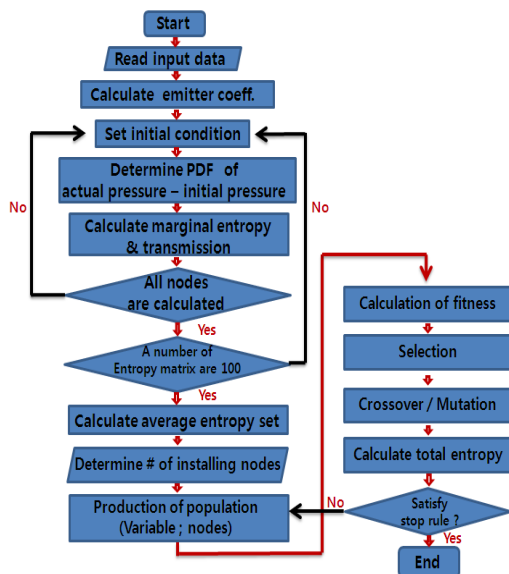 Start
Read input data
Calculate emitter coeff.
Set initial condition
Determine PDF of
actual pressure – initial pressure
No
No
Calculate marginal entropy
& transmission
All nodes
are calculated
Yes
A number of
Entropy matrix are 100
Yes
Calculate average entropy set
Determine # of installing nodes
Production of population
(Variable ; nodes)
Calculation of fitness
Selection
Crossover / Mutation
Calculate total entropy
No
Satisfy
stop rule ?
Yes
End